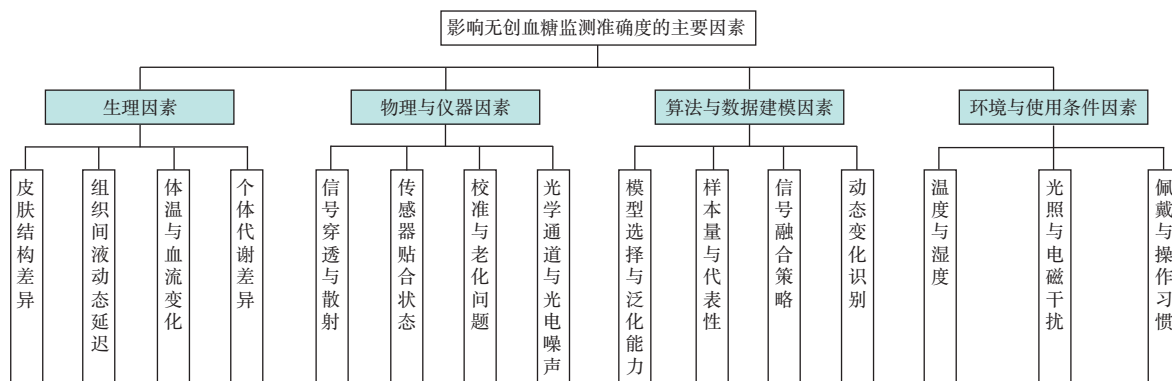 影响无创血糖监测准确度的主要因素
生理因素
物理与仪器因素
算法与数据建模因素
环境与使用条件因素
皮肤结构差异
组织间液动态延迟
体温与血流变化
个体代谢差异
信号穿透与散射
传感器贴合状态
校准与老化问题
光学通道与光电噪声
模型选择与泛化能力
样本量与代表性
信号融合策略
动态变化识别
温度与湿度
光照与电磁干扰
佩戴与操作习惯